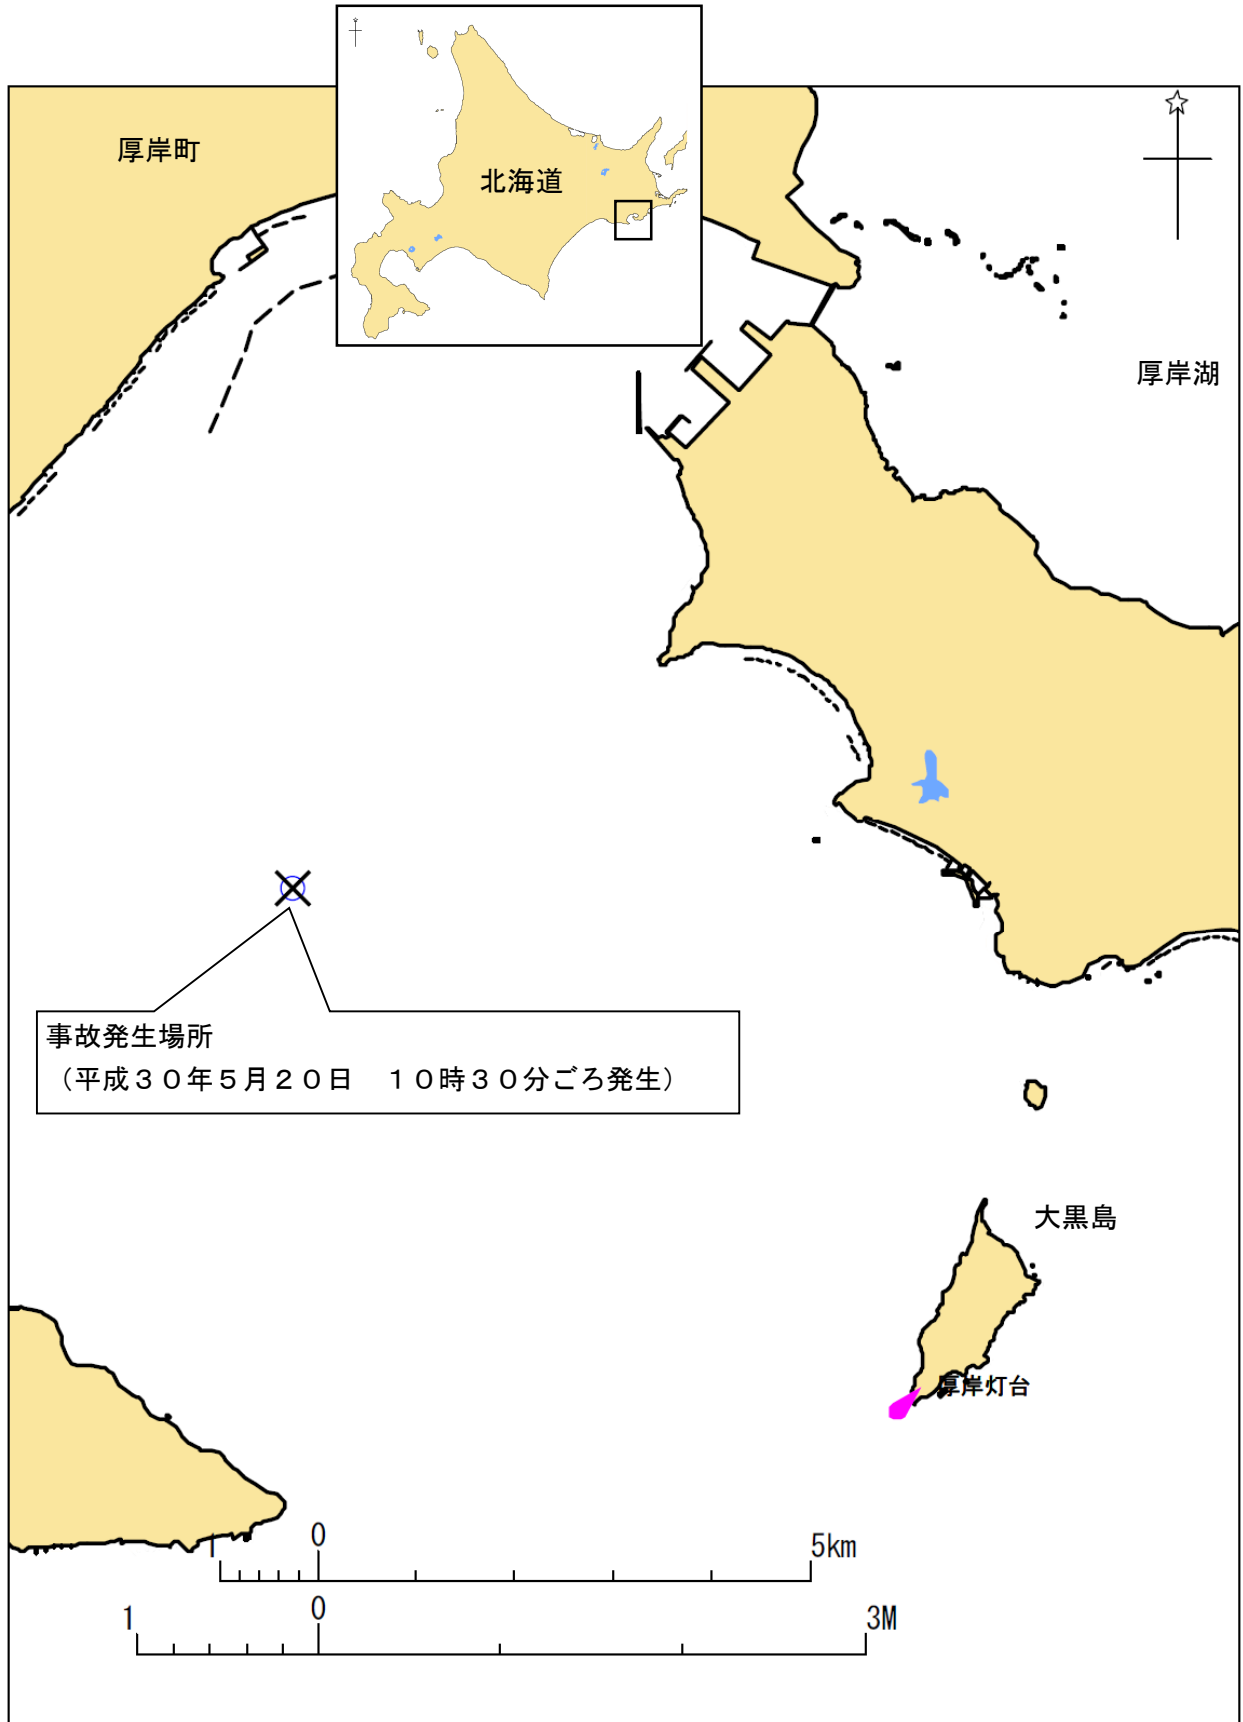 厚岸町
北海道
厚岸湖
事故発生場所
（平成３０年５月２０日　１０時３０分ごろ発生）
大黒島
厚岸灯台
1 0 5km
1 0 3M